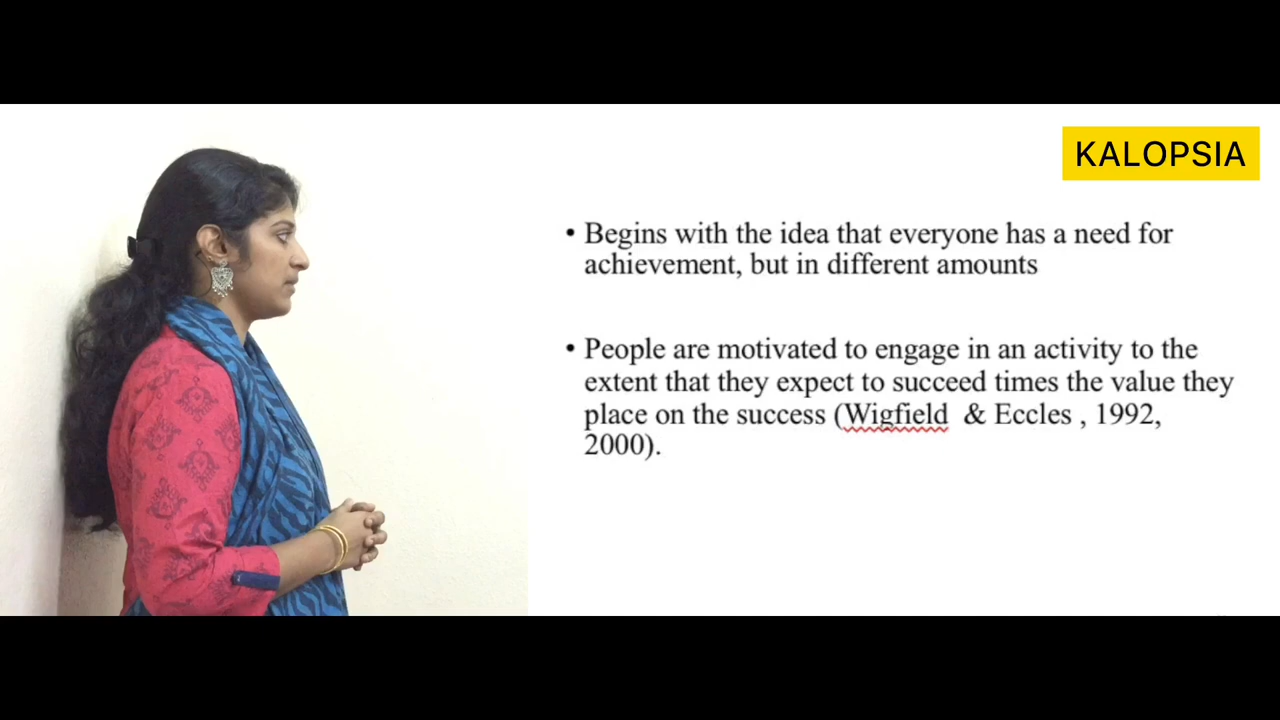 KALOPSIA
• Begins with the idea that everyone has a need for
achievement, but in different amounts
• People are motivated to engage in an activity to the
extent that they expect to succeed times the value they
place on the success (Wigfield & Eccles , 1992,
2000).